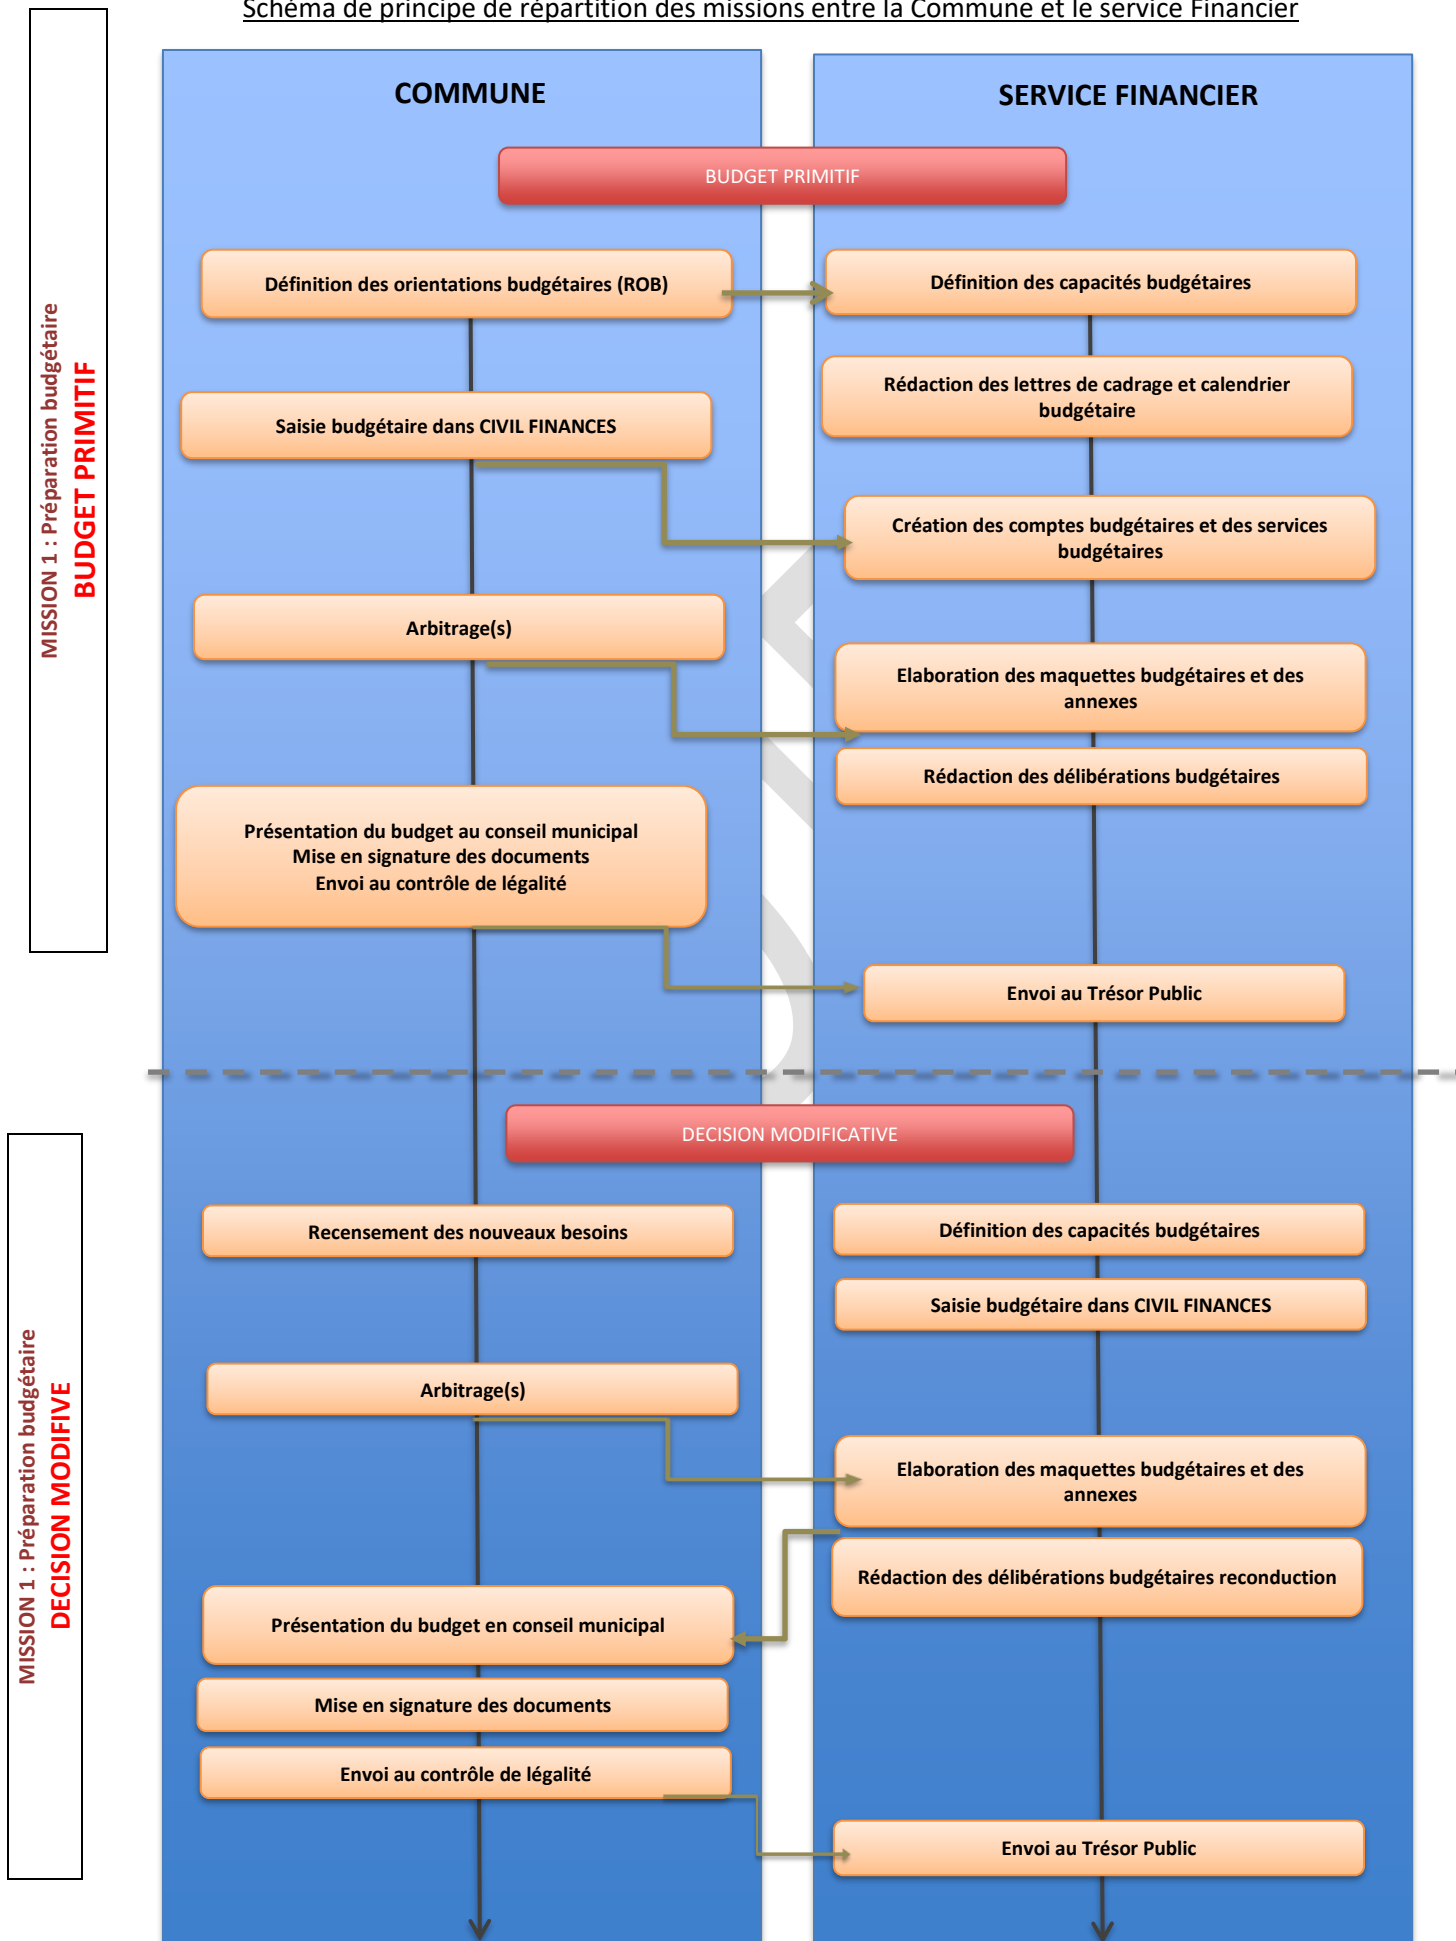 Schéma de principe de répartition des missions entre la Commune et le service Financier
COMMUNE
SERVICE FINANCIER
MISSION 1 : Préparation budgétaire
BUDGET PRIMITIF
BUDGET PRIMITIF
Définition des orientations budgétaires (ROB)
Définition des capacités budgétaires
Rédaction des lettres de cadrage et calendrier
budgétaire
Saisie budgétaire dans CIVIL FINANCES
Création des comptes budgétaires et des services
budgétaires
Arbitrage(s)
Elaboration des maquettes budgétaires et des
annexes
Rédaction des délibérations budgétaires
Présentation du budget au conseil municipal
Mise en signature des documents
Envoi au contrôle de légalité
Envoi au Trésor Public
MISSION 1 : Préparation budgétaire
DECISION MODIFIVE
DECISION MODIFICATIVE
Recensement des nouveaux besoins
Définition des capacités budgétaires
Saisie budgétaire dans CIVIL FINANCES
Arbitrage(s)
Elaboration des maquettes budgétaires et des
annexes
Rédaction des délibérations budgétaires reconduction
Présentation du budget en conseil municipal
Mise en signature des documents
Envoi au contrôle de légalité
Envoi au Trésor Public